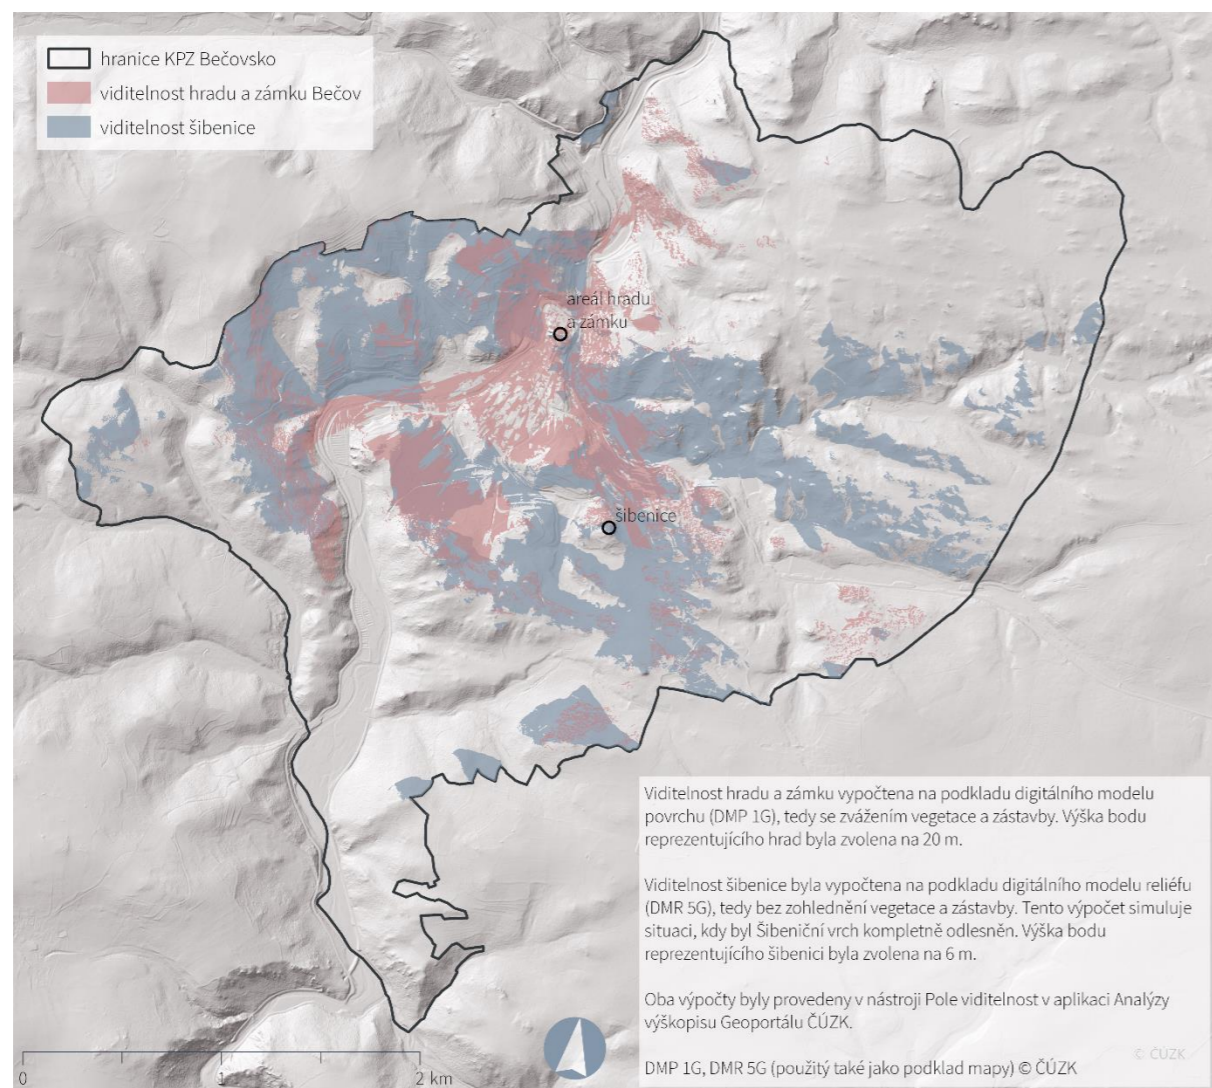 hranice KPZ Bečovsko
viditelnost hradu a zámku Bečov
viditelnost šibenice
areál hradu
a zámku
šibenice
Viditelnost hradu a zámku vypočtena na podkladu digitálního modelu
povrchu (DMP 1G), tedy se zvážením vegetace a zástavby. Výška bodu
reprezentujícího hrad byla zvolena na 20 m.
Viditelnost šibenice byla vypočtena na podkladu digitálního modelu reliéfu
(DMR 5G), tedy bez zohlednění vegetace a zástavby. Tento výpočet simuluje
situaci, kdy byl Šibeniční vrch kompletně odlesněn. Výška bodu
reprezentujícího šibenici byla zvolena na 6 m.
Oba výpočty byly provedeny v nástroji Pole viditelnost v aplikaci Analýzy
výškopisu Geoportálu ČÚZK.
DMP 1G, DMR 5G (použitý také jako podklad mapy) © ČÚZK
© ČÚZK
0 1 2 km